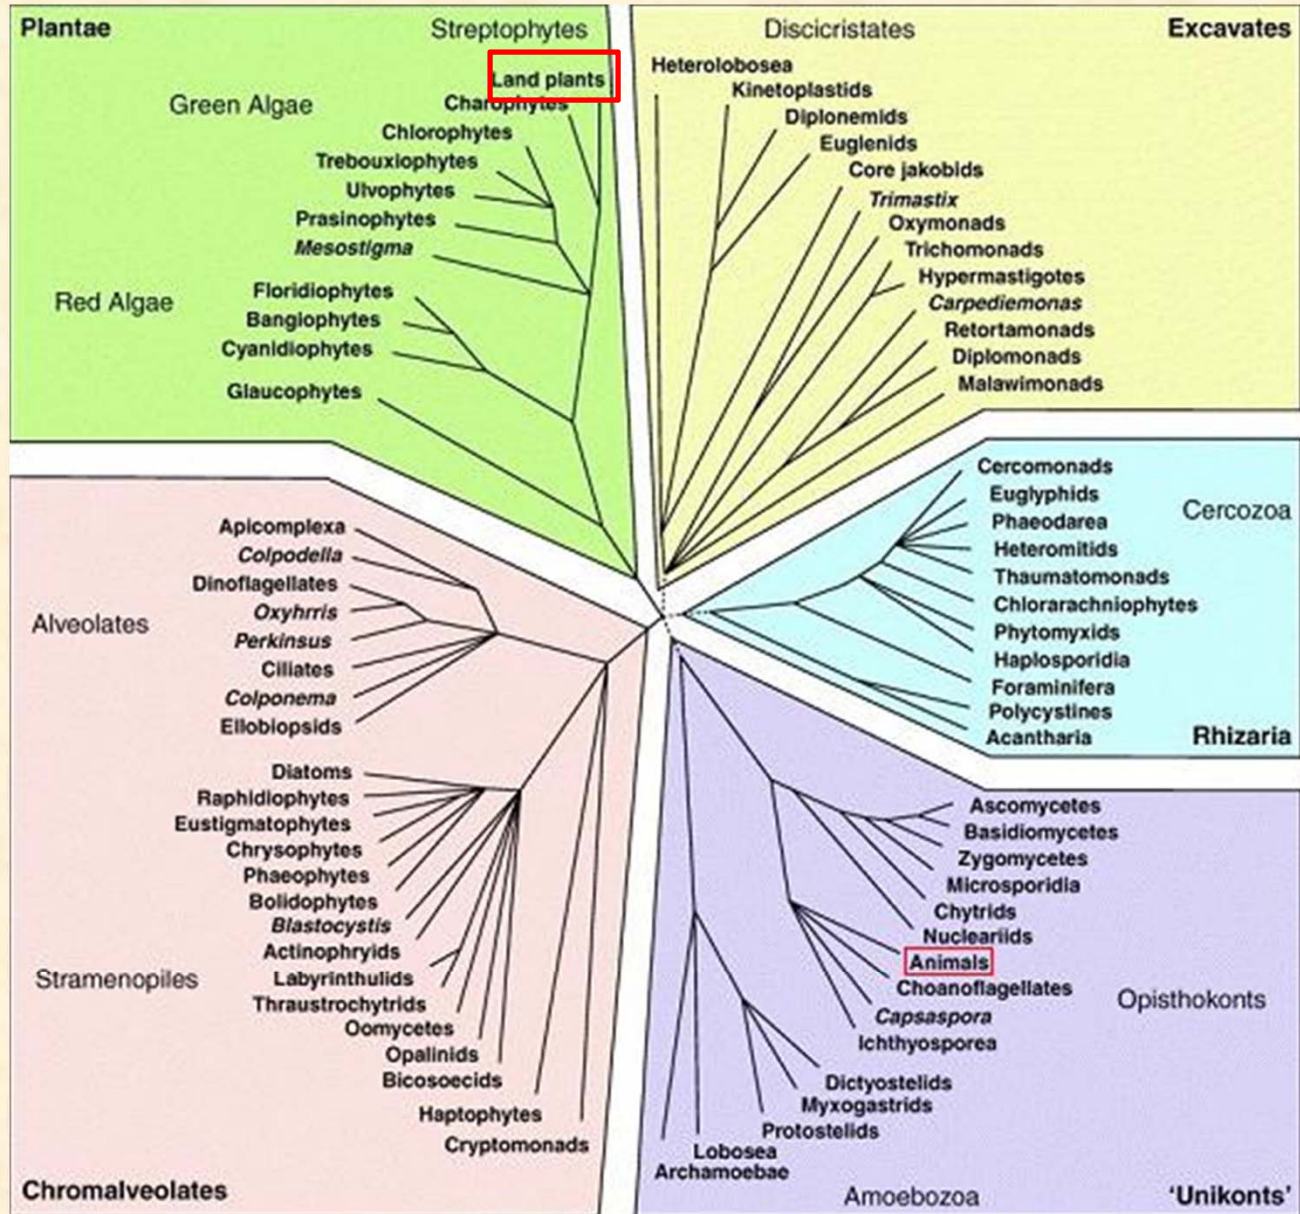 Plantae
Streptophytes
Land plants
Green Algae
Charophytes
Chlorophytes
Trebouxiophytes
Ulvophytes
Prasinophytes
Mesostigma
Red Algae
Floridiophytes
Bangiophytes
Cyanidiophytes
Glaucophytes
Discicristates
Excavates
Heterolobosea
Kinetoplastids
Diplonemids
Euglenids
Core jakobids
Trimastix
Oxymonads
Trichomonads
Hypermastigotes
Carpediemonas
Retortamonads
Diplomonads
Malawimonads
Cercomonads
Euglyphids
Cercozoa
Phaeodarea
Heteromitids
Thaumatomonads
Chlorarachniophytes
Phytomyxids
Haplosporidia
Foraminifera
Polycystines
Acantharia
Rhizaria
Apicomplexa
Colpodella
Dinoflagellates
Oxyhrris
Alveolates
Perkinsus
Ciliates
Colponema
Ellobiopsids
Diatoms
Raphidiophytes
Eustigmatophytes
Chrysophytes
Phaeophytes
Bolidophytes
Blastocystis
Actinophryids
Stramenopiles
Labyrinthulids
Thraustrochytrids
Oomycetes
Opalinids
Bicosoecids
Haptophytes
Cryptomonads
Chromalveolates
Ascomycetes
Basidiomycetes
Zygomycetes
Microsporidia
Chytrids
Nucleariids
Animals
Choanoflagellates
Opisthokonts
Capsaspora
Ichthyosporea
Dictyostelids
Myxogastrids
Protostelids
Lobosea
Archamoebae
Amoebozoa
'Unikonts'